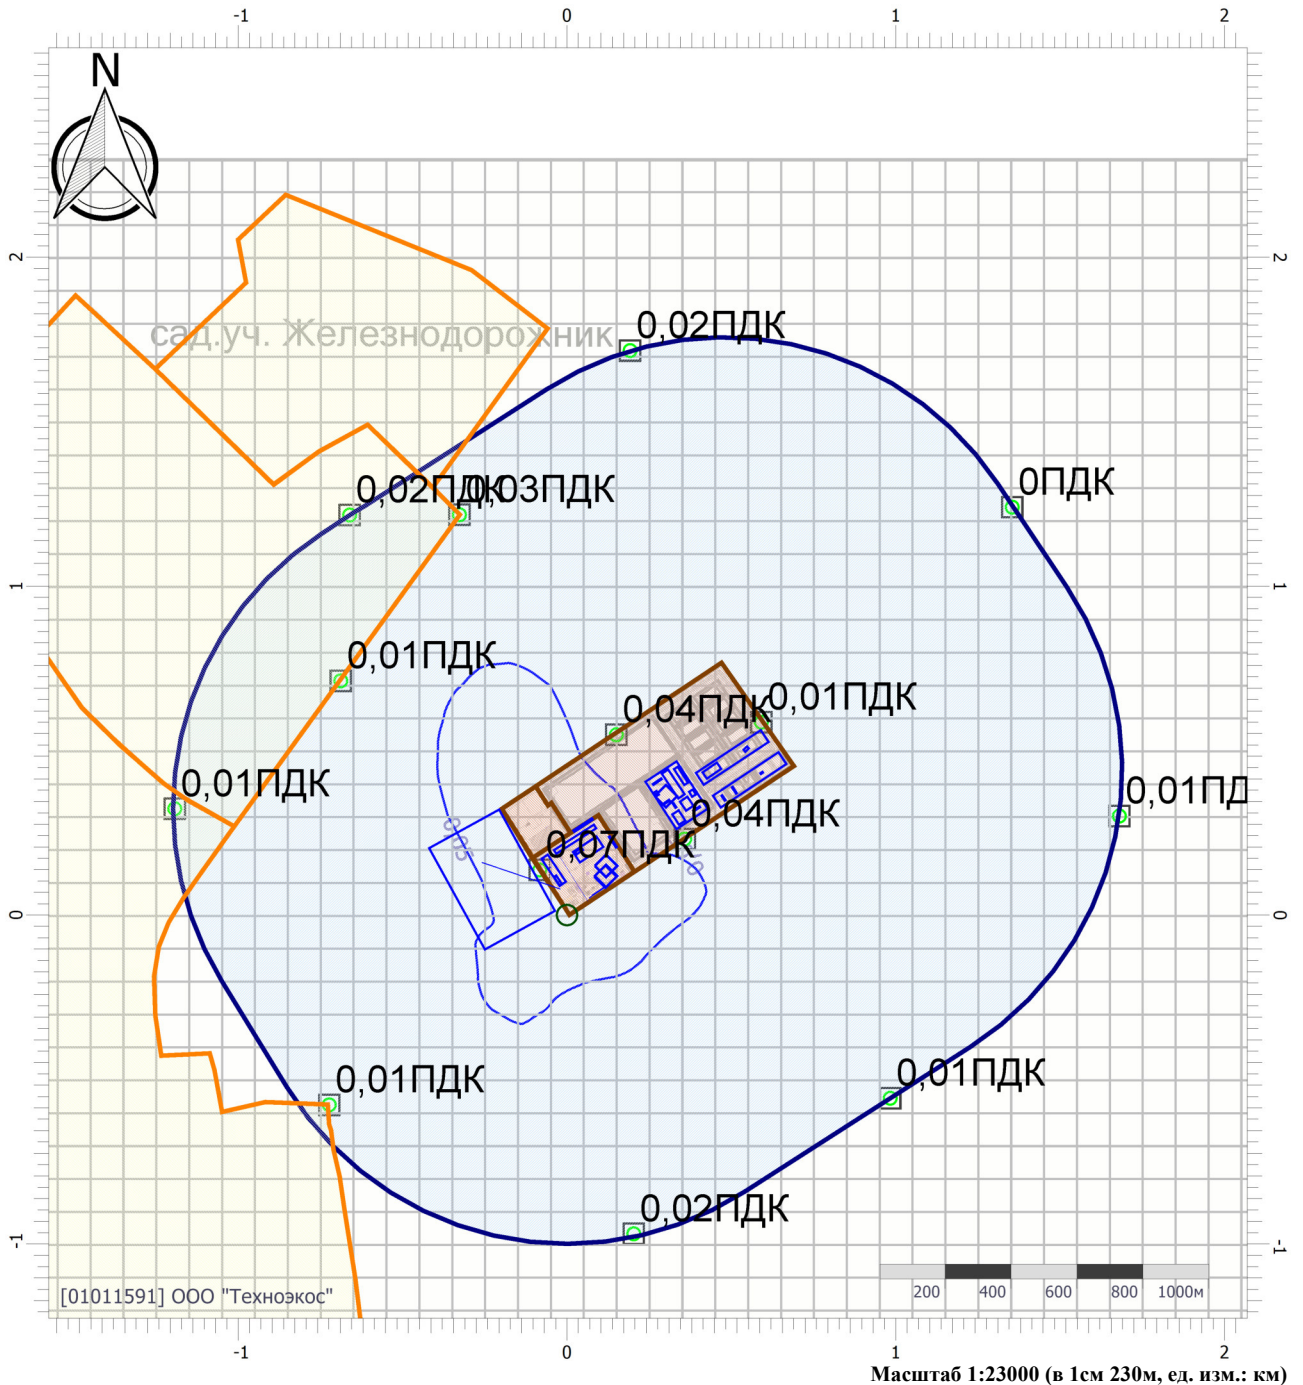 -1 0 1 2
N
2 2
сад.уч. Железнодорожник
0,02ПДК
0,02ПДК 0,03ПДК
0ПДК
1 1
0,01ПДК
0,04ПДК 0,01ПДК
0,01ПДК
0,01ПД
0,04ПДК
0,05
0,07ПДК
0 0
0,01ПДК
0,01ПДК
0,02ПДК
-1 -1
200 400 600 800 1000м
[01011591] ООО "Техноэкос"
-1 0 1 2
Масштаб 1:23000 (в 1см 230м, ед. изм.: км)